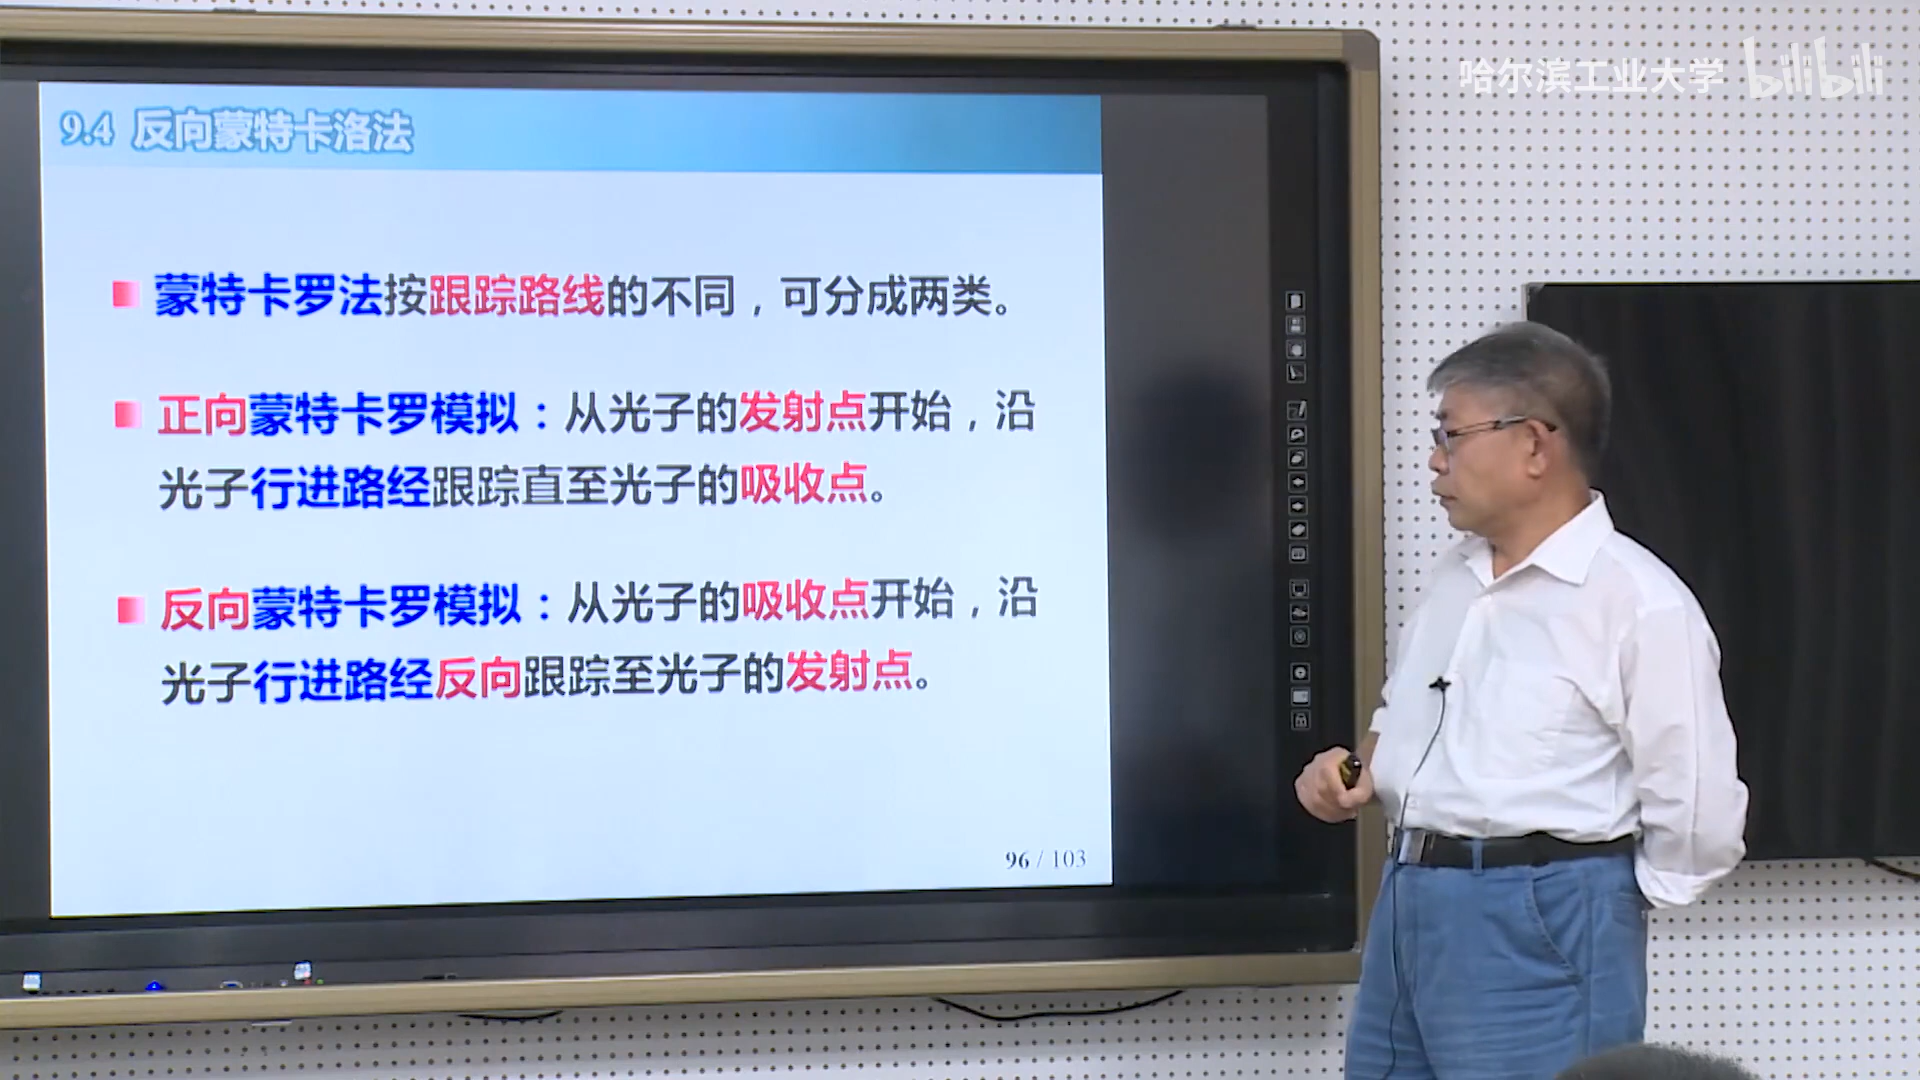 哈尔滨工业大学 bilibili
9.4 反向蒙特卡洛法
蒙特卡罗法按跟踪路线的不同，可分成两类。
正向蒙特卡罗模拟：从光子的发射点开始，沿
光子行进路经跟踪直至光子的吸收点。
反向蒙特卡罗模拟：从光子的吸收点开始，沿
光子行进路经反向跟踪至光子的发射点。
96 / 103